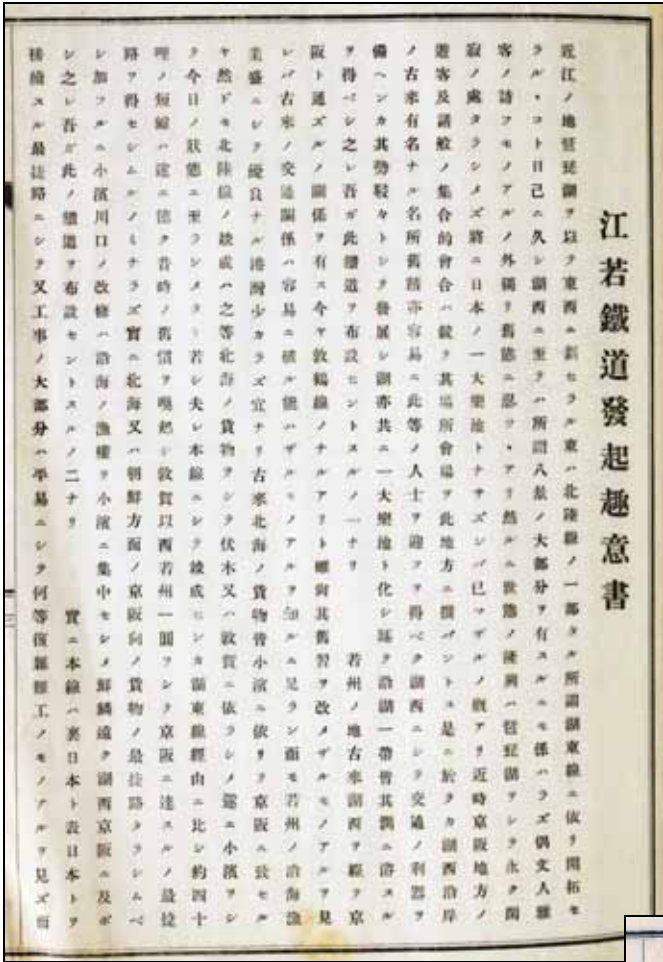 江若鐵道發起趣意書
近江ノ地琵琶湖ヲ以テ東西ニ斷セラル東ハ北陸線ノ一部タル所謂湖東線ニ依リ開拓セ
ラル・コト日已ニ久シ湖西ニ至テハ所謂八景ノ大部分ヲ有スルニモ係ハラズ偶文人雅
客ノ訪フモノアルノ外獨リ舊態ニ忍ツ・アリ然ルニ世態ノ隆興ハ琵琶湖ヲシテ永ク閑
寂ノ處タラシメズ將ニ日本ノ一大樂地トナサズンバ已マザルノ概アリ近時京阪地方ノ
遊客及諸般ノ集合的會合ハ競テ其場所會場ヲ此地方ニ撰バントス是ニ於テカ湖西沿岸
ノ古來有名ナル名所舊蹟亦容易ニ此等ノ人士ヲ迎フヲ得ベク湖西ニシテ交通ノ利器ヲ
備ヘンカ其勢駸々トシテ發展シ湖亦共ニ一大樂地ト化シ延テ沿湖一帶皆其潤ニ浴スル
ヲ得ベシ之レ吾ガ此鐵道ヲ布設セントスルノ一ナリ 若州ノ地古來湖西ヲ經テ京
阪ト通ズルノ關係ヲ有ス今ヤ敦鶴線ノナルアリト雖尙其舊習ヲ改メザルモノアルヲ見
レバ古來ノ交通關係ハ容易ニ破ル能ハザルモノアルヲ知ルニ足ラン而モ若州ノ沿海漁
業盛ニシテ優良ナル港灣少カラズ宜ナリ古來北海ノ貨物皆小濱ニ依リテ京阪ニ致セル
ヤ然ドモ北陸線ノ竣成ハ之等北海ノ貨物ヲシテ伏木又ハ敦賀ニ依ラシメ遂ニ小濱ヲシ
テ今日ノ狀態ニ至ランメタリ若シ夫レ本線ニシテ竣成センカ湖東線經由ニ比シ約四十
哩ノ短縮ハ遂ニ能ク昔時ノ舊慣ヲ喚起シ敦賀以西若州一圓ヲシテ京阪ニ達スルノ最捷
路ヲ得セシムルノミナラズ實ニ北海又ハ朝鮮方面ノ京阪向ノ貨物ノ最捷路タラシムベ
シ加フルニ小濱川口ノ改修ハ沿海ノ漁權ヲ小濱ニ集中セシメ鮮鱗遠ク湖西京阪ニ及ボ
シ之レ吾ガ此ノ鐵道ヲ布設セントスルノ二ナリ 實ニ本線ハ裏日本ト表日本トヲ
接續スル最捷路ニシテ又工事ノ大部分ハ平易ニシテ何等復雜難工ノモノアルヲ見ズ而